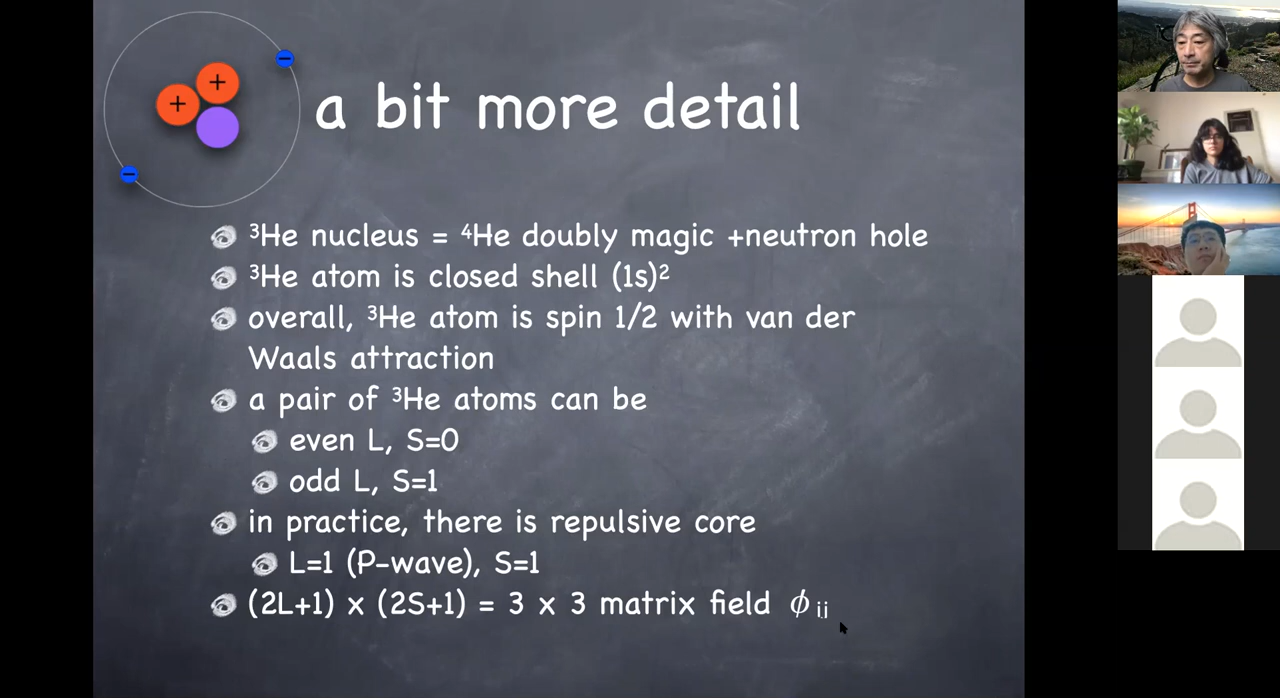 a bit more detail
³He nucleus = ⁴He doubly magic +neutron hole
³He atom is closed shell (1s)²
overall, ³He atom is spin 1/2 with van der
Waals attraction
a pair of ³He atoms can be
even L, S=0
odd L, S=1
in practice, there is repulsive core
L=1 (P-wave), S=1
(2L+1) x (2S+1) = 3 x 3 matrix field ϕ ij
+
+
−
−